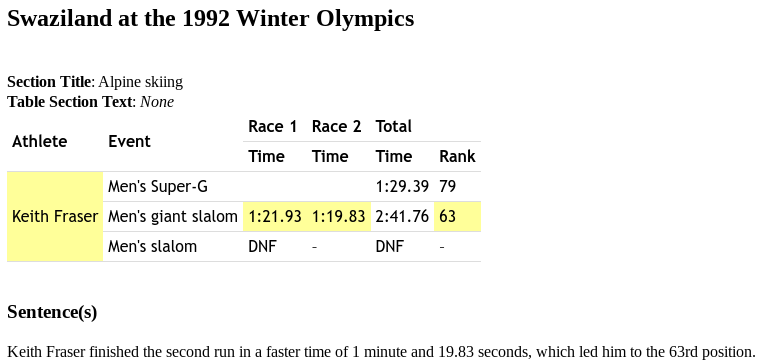 Swaziland at the 1992 Winter Olympics
Section Title: Alpine skiing
Table Section Text: None
Athlete Event Race 1 Race 2 Total
Time Time Time Rank
Keith Fraser Men's Super-G 1:29.39 79
Men's giant slalom 1:21.93 1:19.83 2:41.76 63
Men's slalom DNF - DNF -
Sentence(s)
Keith Fraser finished the second run in a faster time of 1 minute and 19.83 seconds, which led him to the 63rd position.